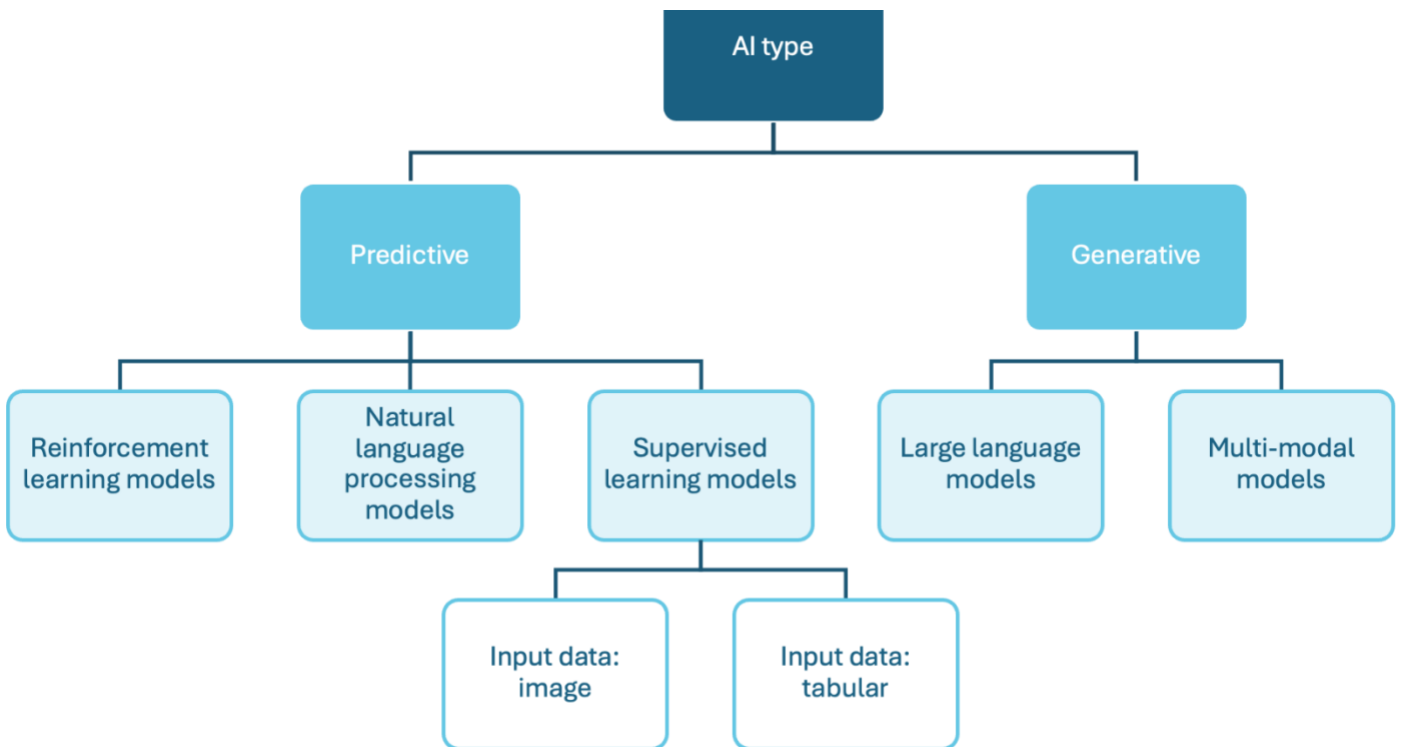 AI type
Predictive
Generative
Reinforcement
learning models
Natural
language
processing
models
Supervised
learning models
Large language
models
Multi-modal
models
Input data:
image
Input data:
tabular